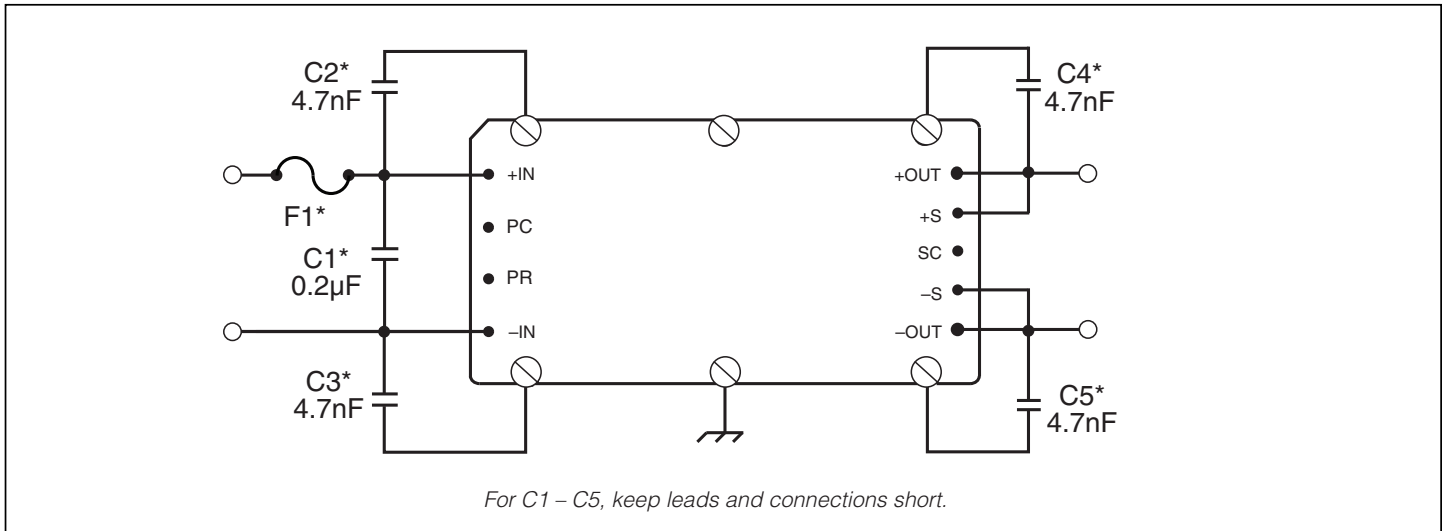 C2*
4.7nF
C4*
4.7nF
+IN
+OUT
F1*
+S
PC
C1*
0.2µF
SC
PR
–S
–IN
–OUT
C3*
4.7nF
C5*
4.7nF
For C1 – C5, keep leads and connections short.